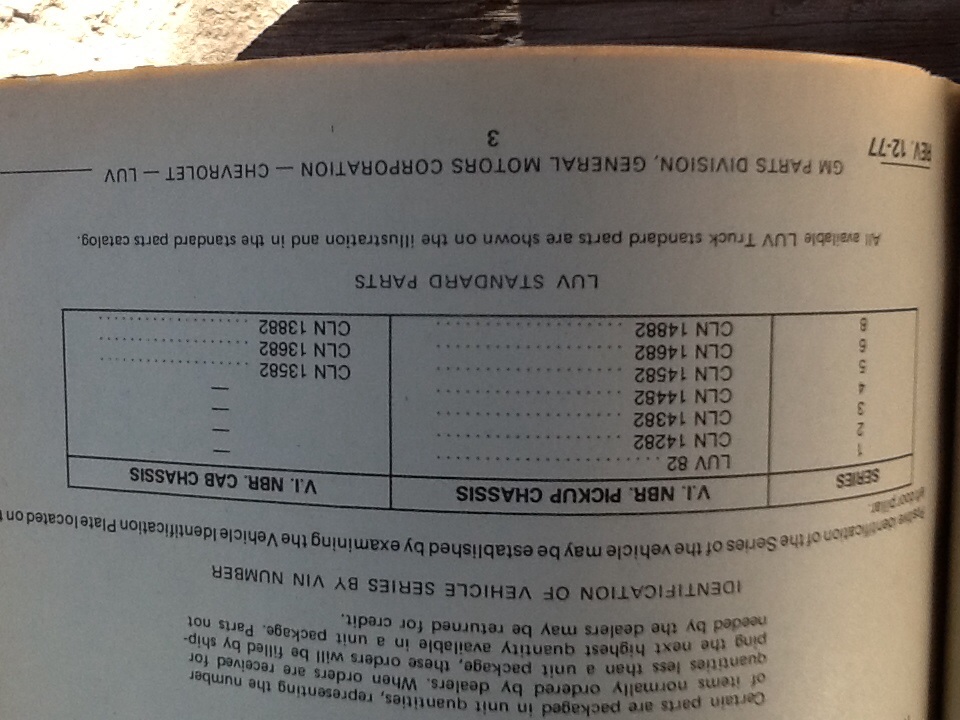 Certain parts are packaged in unit quantities, representing the number
of items normally ordered by dealers. When orders are received for
quantities less than a unit package, these orders will be filled by ship-
ping the next highest quantity available in a unit package. Parts not
needed by the dealers may be returned for credit.
IDENTIFICATION OF VEHICLE SERIES BY VIN NUMBER
identification of the Series of the vehicle may be established by examining the Vehicle Identification Plate located on
pillar.
SERIES V.I. NBR. PICKUP CHASSIS V.I. NBR. CAB CHASSIS
1 LUV 82 .......................... —
2 CLN 14282 ...................... —
3 CLN 14382 ...................... —
4 CLN 14482 ...................... —
5 CLN 14582 ...................... CLN 13582 ..................
6 CLN 14682 ...................... CLN 13682 ..................
8 CLN 14882 ...................... CLN 13882 ..................
LUV STANDARD PARTS
All available LUV Truck standard parts are shown on the illustration and in the standard parts catalog.
GM PARTS DIVISION, GENERAL MOTORS CORPORATION — CHEVROLET — LUV
REV. 12-77
3